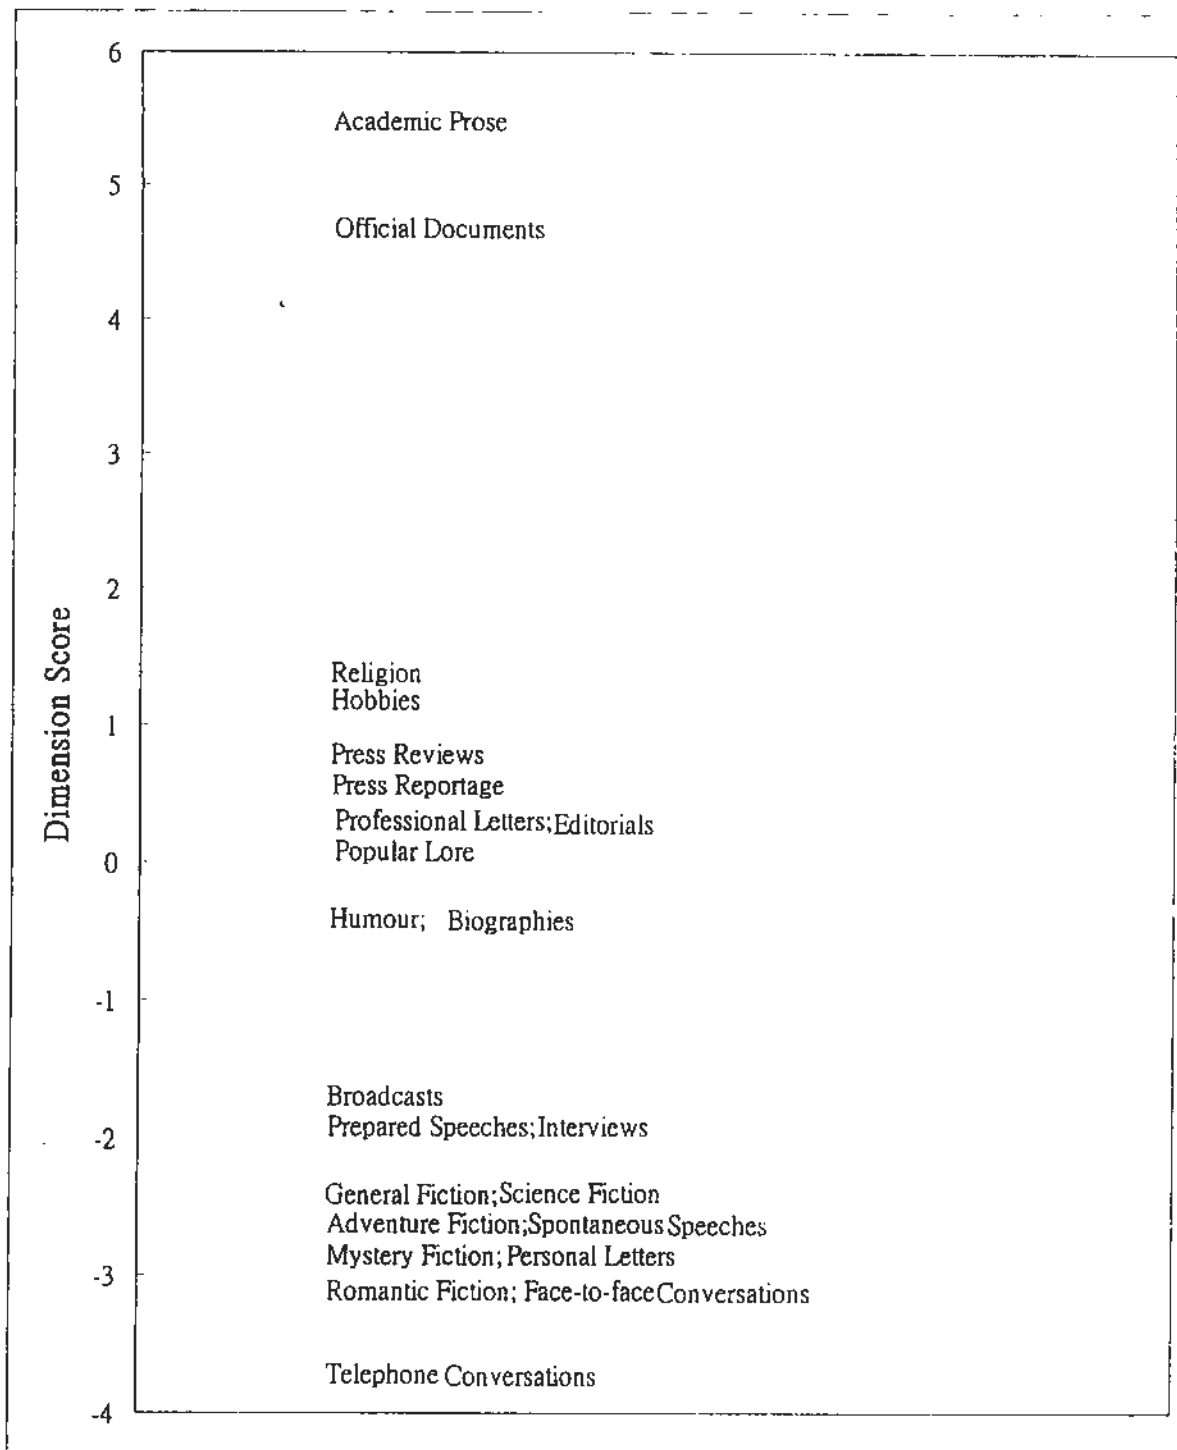 6
Academic Prose
5
Official Documents
4
3
2
Dimension Score
Religion
Hobbies
1
Press Reviews
Press Reportage
Professional Letters;Editorials
Popular Lore
0
Humour; Biographies
-1
Broadcasts
Prepared Speeches;Interviews
-2
General Fiction;Science Fiction
Adventure Fiction;Spontaneous Speeches
Mystery Fiction; Personal Letters
-3
Romantic Fiction; Face-to-face Conversations
Telephone Conversations
-4